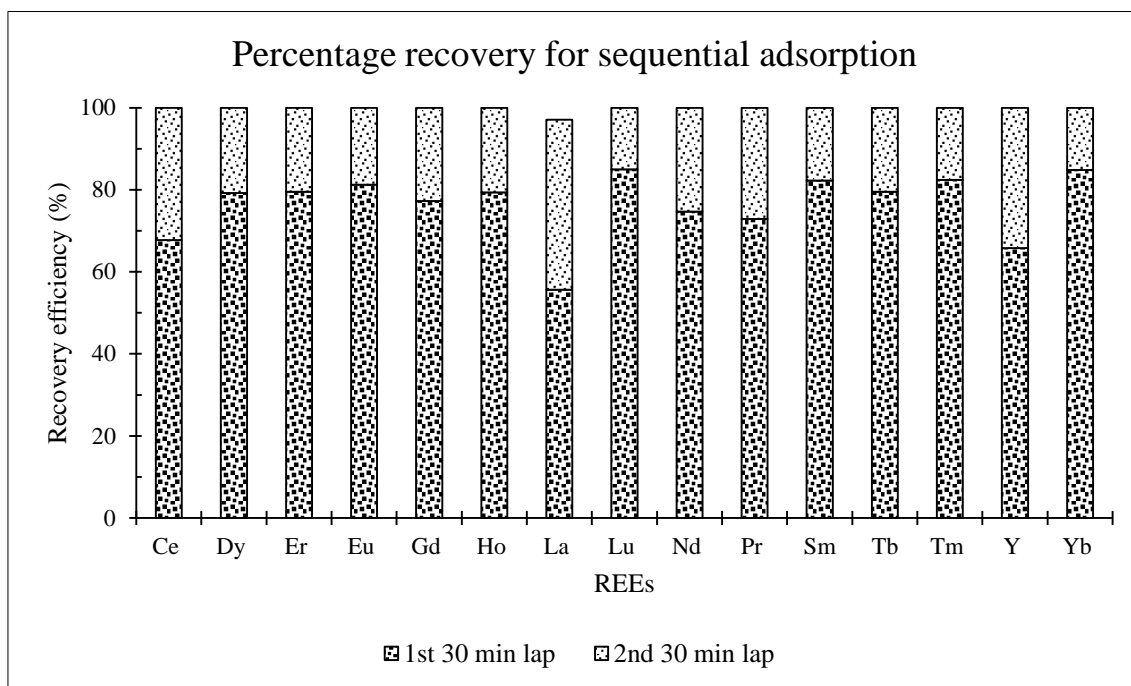 Percentage recovery for sequential adsorption
100
80
60
40
20
0
Recovery efficiency (%)
Ce Dy Er Eu Gd Ho La Lu Nd Pr Sm Tb Tm Y Yb
REEs
1st 30 min lap 2nd 30 min lap